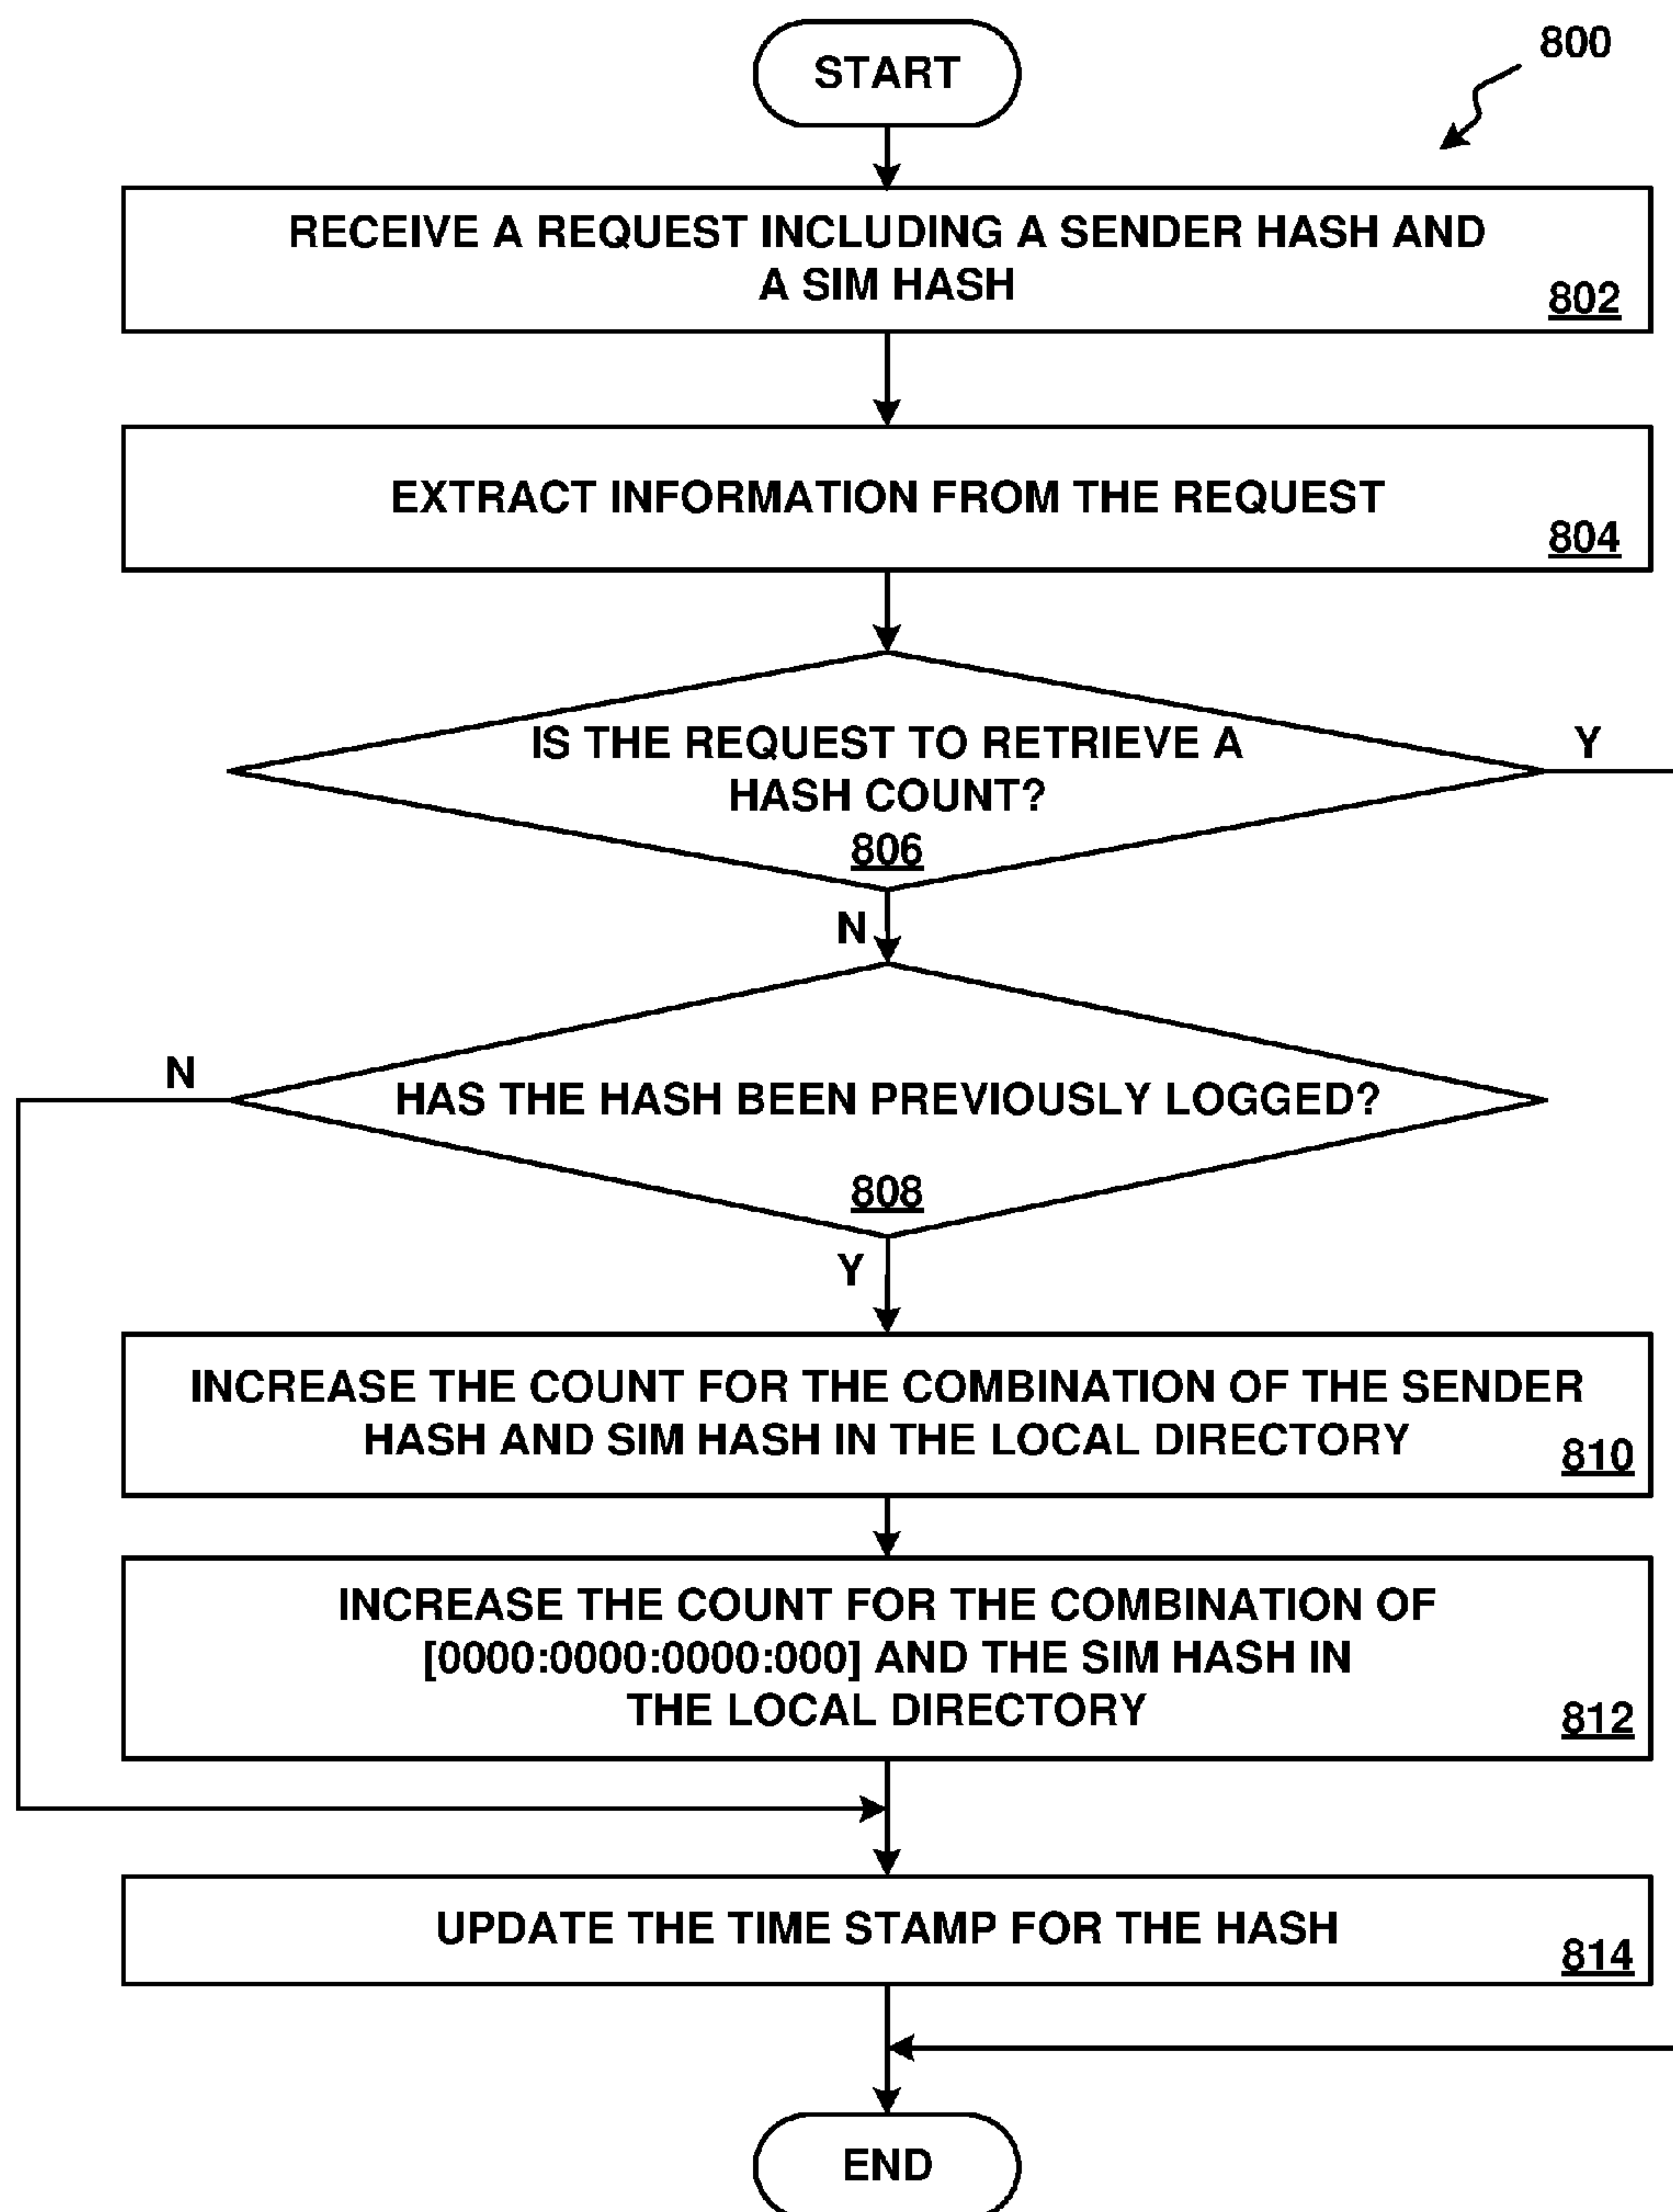 START
800
RECEIVE A REQUEST INCLUDING A SENDER HASH AND
A SIM HASH
802
EXTRACT INFORMATION FROM THE REQUEST
804
IS THE REQUEST TO RETRIEVE A
HASH COUNT?
806
Y
N
HAS THE HASH BEEN PREVIOUSLY LOGGED?
808
N
Y
INCREASE THE COUNT FOR THE COMBINATION OF THE SENDER
HASH AND SIM HASH IN THE LOCAL DIRECTORY
810
INCREASE THE COUNT FOR THE COMBINATION OF
[0000:0000:0000:000] AND THE SIM HASH IN
THE LOCAL DIRECTORY
812
UPDATE THE TIME STAMP FOR THE HASH
814
END